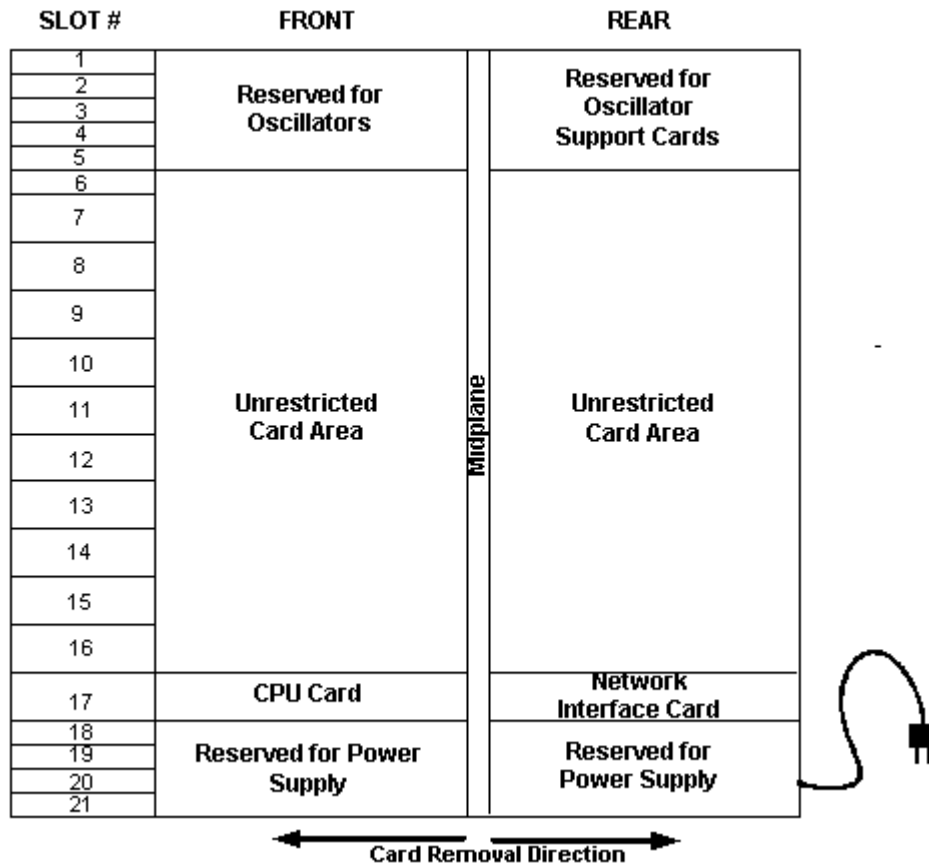 SLOT # FRONT REAR
1
2
3
4
5
Reserved for
Oscillators
Reserved for
Oscillator
Support Cards
6
7
8
9
10
11
12
13
14
15
16
Unrestricted
Card Area
Midplane
Unrestricted
Card Area
17
CPU Card
Network
Interface Card
18
19
20
21
Reserved for Power
Supply
Reserved for
Power Supply
Card Removal Direction